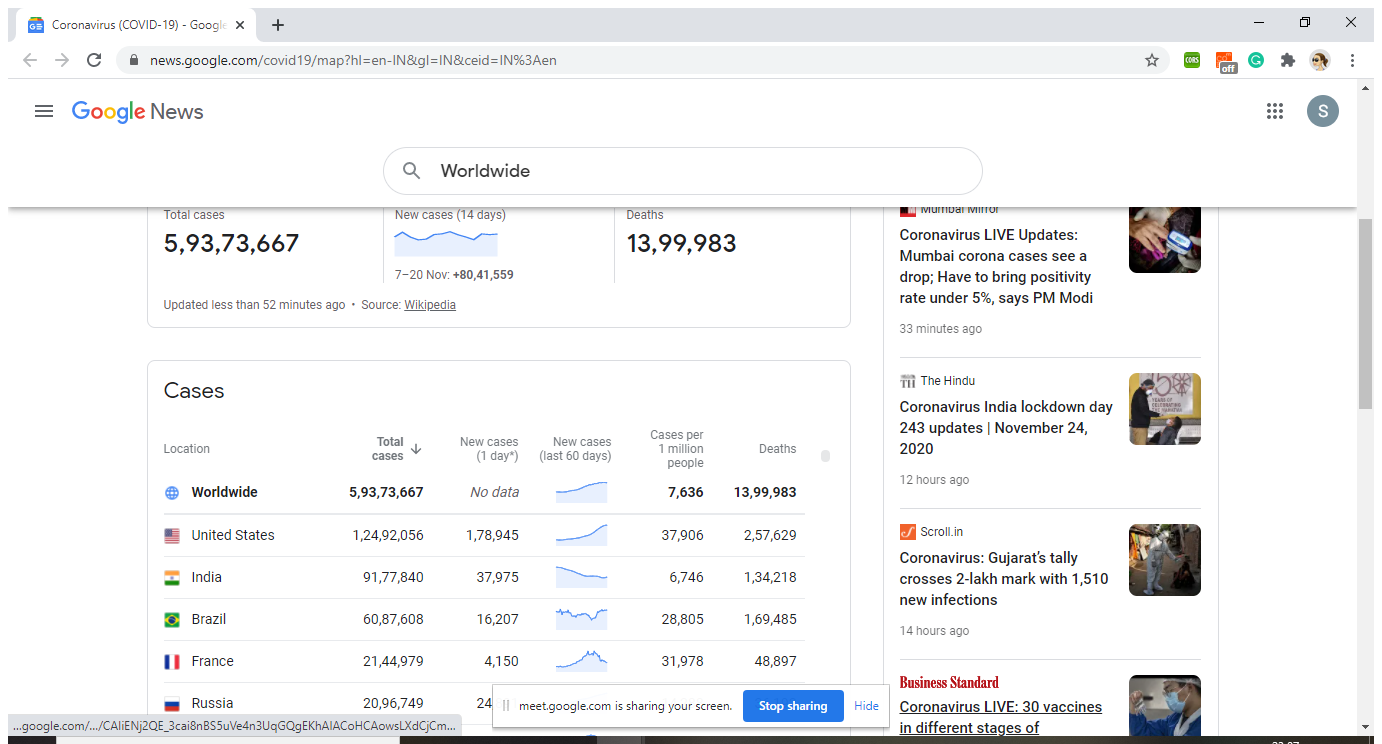 Coronavirus (COVID-19) - Google
news.google.com/covid19/map?hl=en-IN&gl=IN&ceid=IN%3Aen
CORS
off
Google News
S
Worldwide
Total cases
New cases (14 days)
Deaths
5,93,73,667
13,99,983
7–20 Nov: +80,41,559
Updated less than 52 minutes ago • Source: Wikipedia
Cases
Location Total cases New cases (1 day*) New cases (last 60 days) Cases per 1 million people Deaths
Worldwide 5,93,73,667 No data 7,636 13,99,983
United States 1,24,92,056 1,78,945 37,906 2,57,629
India 91,77,840 37,975 6,746 1,34,218
Brazil 60,87,608 16,207 28,805 1,69,485
France 21,44,979 4,150 31,978 48,897
Russia 20,96,749 24
Mumbai Mirror
Coronavirus LIVE Updates:
Mumbai corona cases see a
drop; Have to bring positivity
rate under 5%, says PM Modi
33 minutes ago
The Hindu
Coronavirus India lockdown day
243 updates | November 24,
2020
12 hours ago
Scroll.in
Coronavirus: Gujarat’s tally
crosses 2-lakh mark with 1,510
new infections
14 hours ago
Business Standard
Coronavirus LIVE: 30 vaccines
in different stages of
meet.google.com is sharing your screen.
Stop sharing
Hide